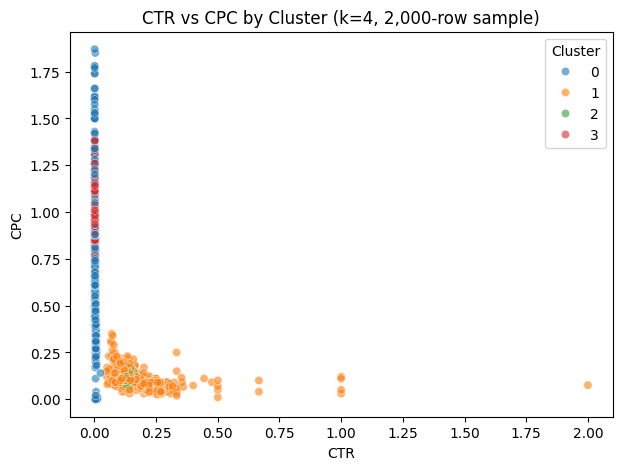 CTR vs CPC by Cluster (k=4, 2,000-row sample)
Cluster
0
1
2
3
CPC
1.75
1.50
1.25
1.00
0.75
0.50
0.25
0.00
0.00 0.25 0.50 0.75 1.00 1.25 1.50 1.75 2.00
CTR